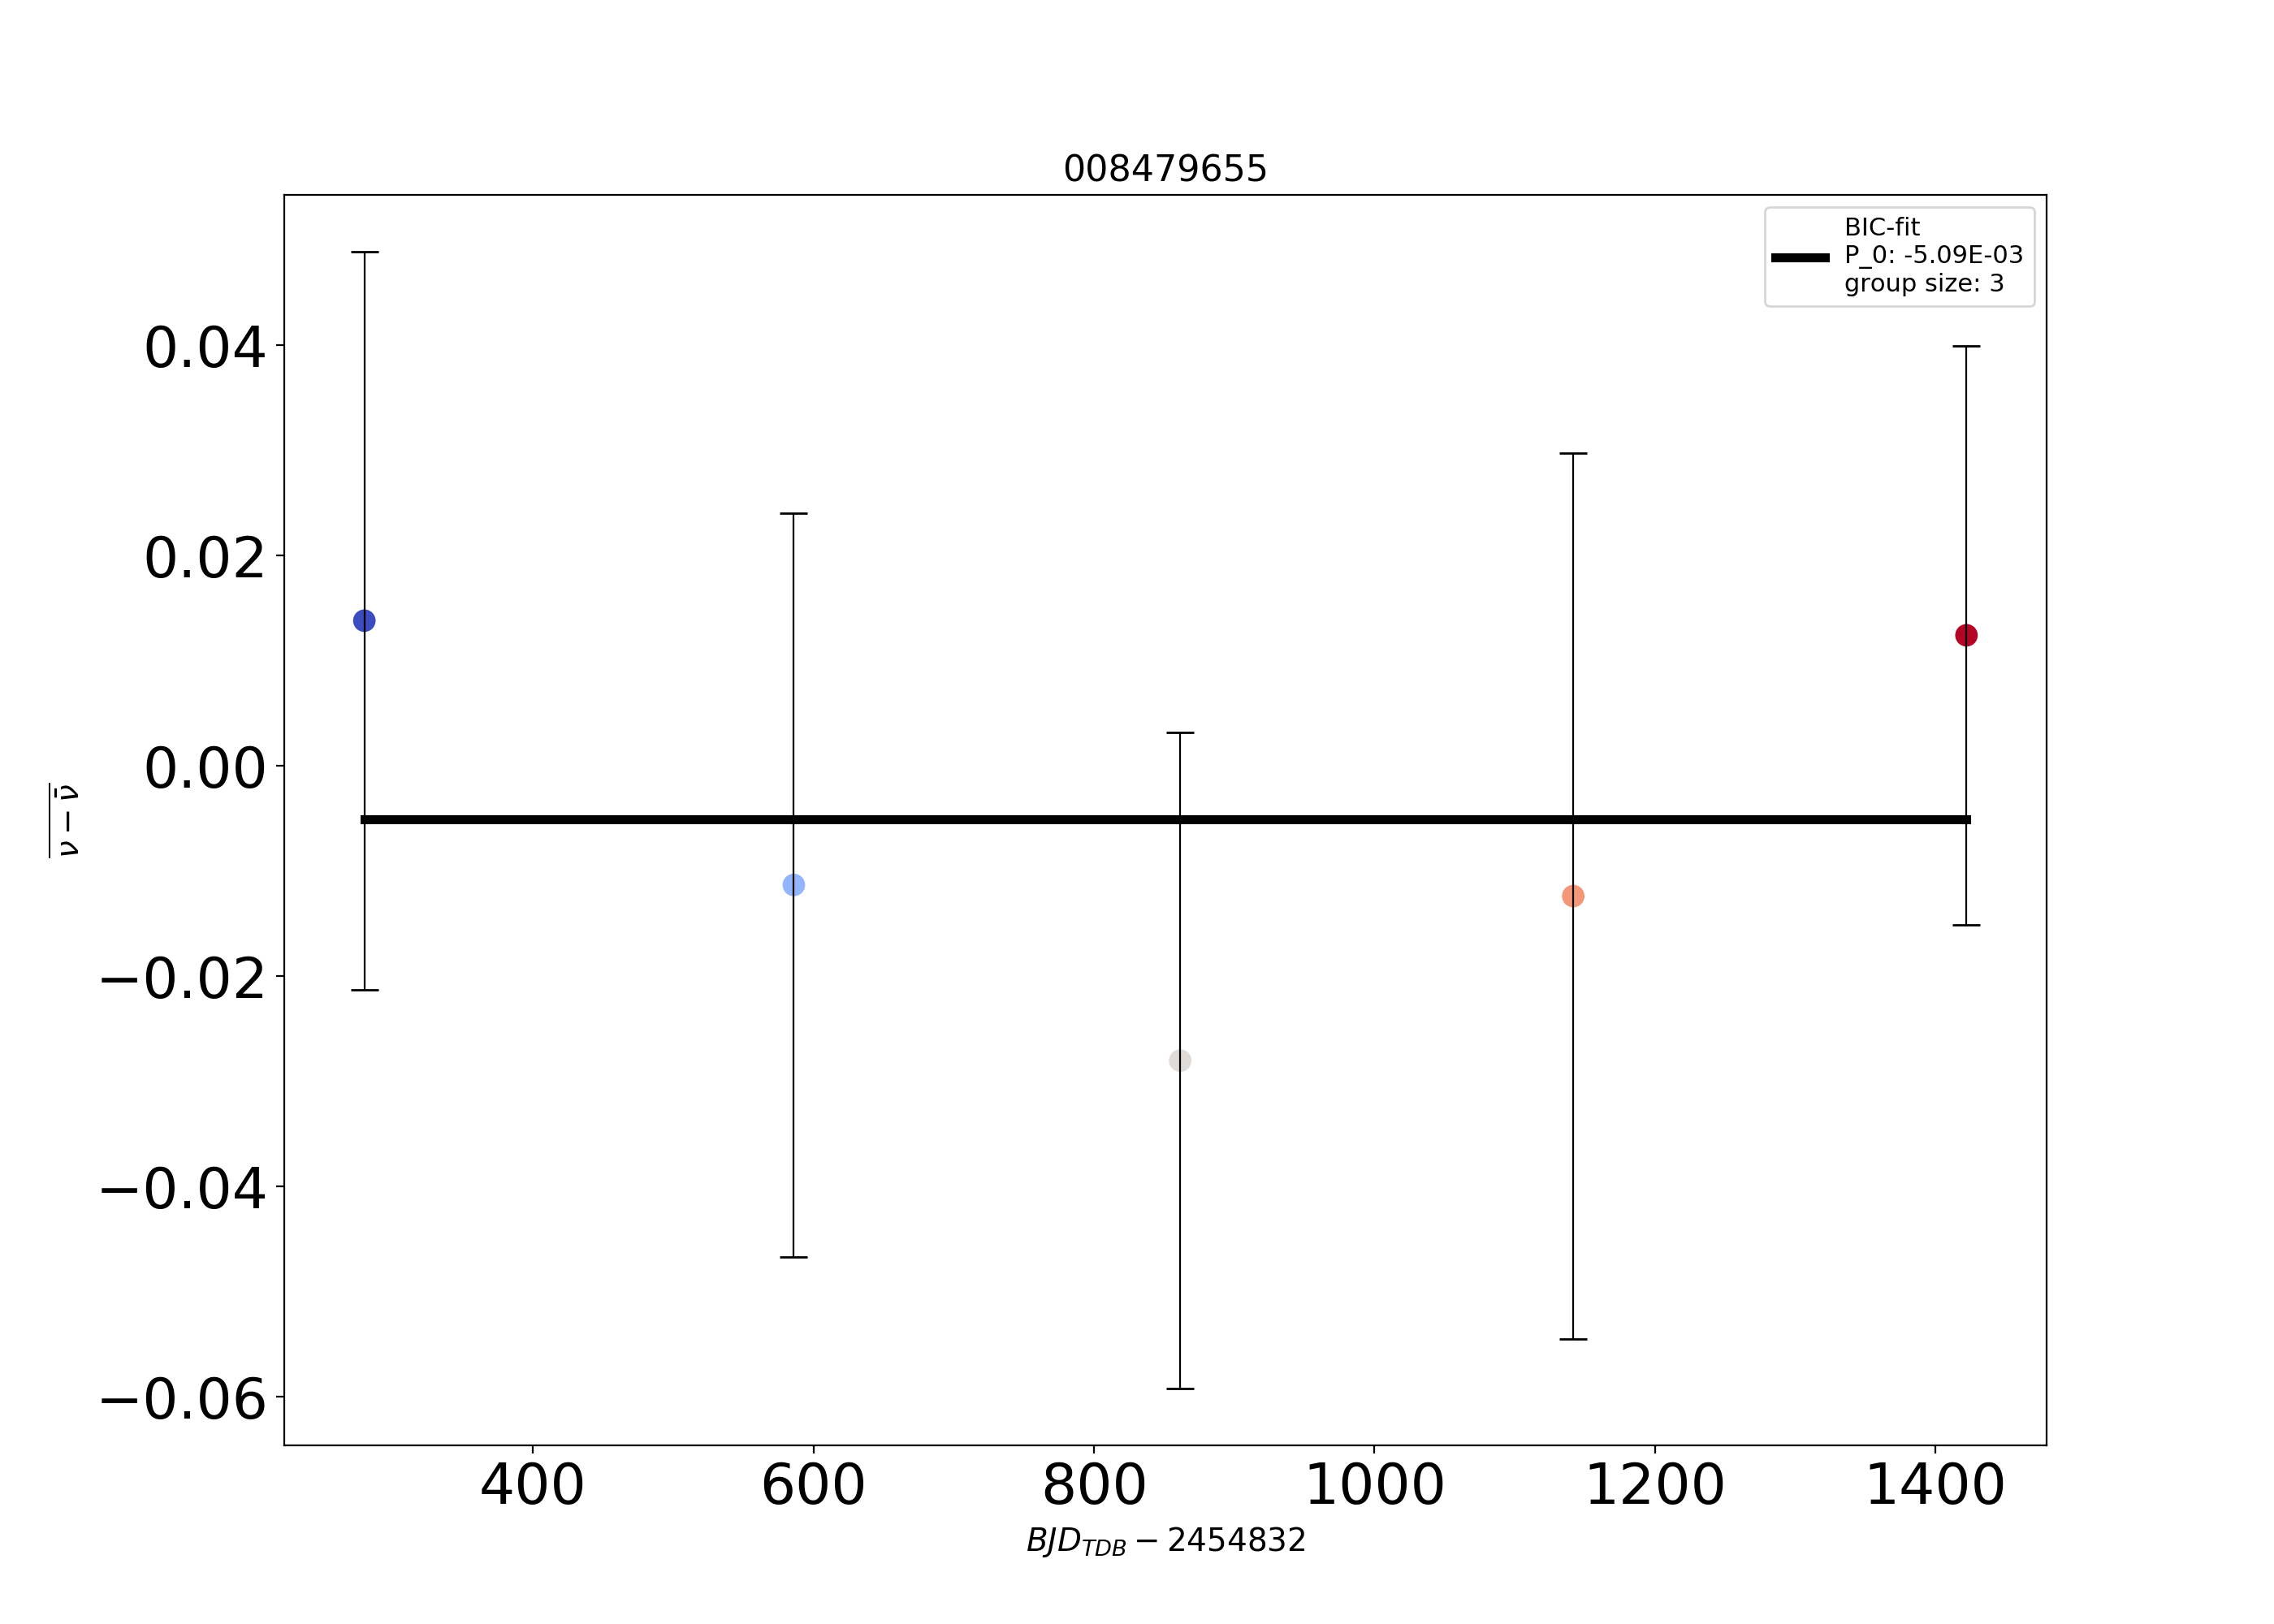 008479655
BIC-fit
P_0: -5.09E-03
group size: 3
0.04
0.02
0.00
−0.02
−0.04
−0.06
ν − ν̄
400 600 800 1000 1200 1400
BJD_TDB − 2454832